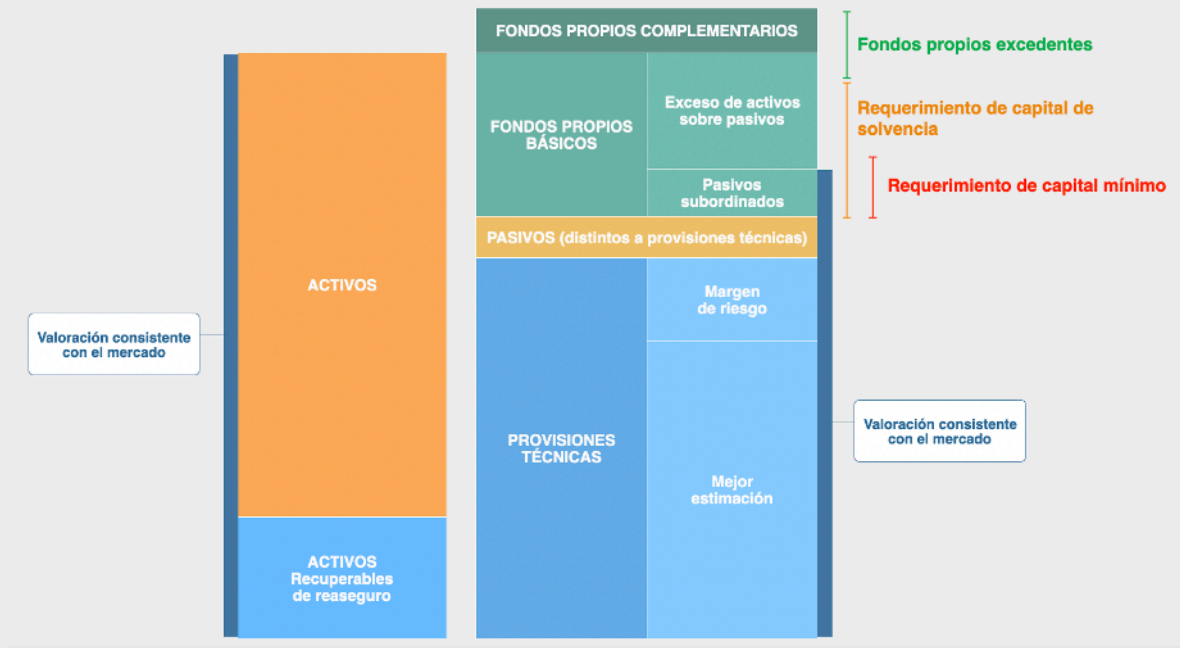 FONDOS PROPIOS COMPLEMENTARIOS
Fondos propios excedentes
FONDOS PROPIOS
BÁSICOS
Exceso de activos
sobre pasivos
Requerimiento de capital de
solvencia
Pasivos
subordinados
Requerimiento de capital mínimo
PASIVOS (distintos a provisiones técnicas)
ACTIVOS
Margen
de riesgo
Valoración consistente
con el mercado
PROVISIONES
TÉCNICAS
Valoración consistente
con el mercado
Mejor
estimación
ACTIVOS
Recuperables
de reaseguro